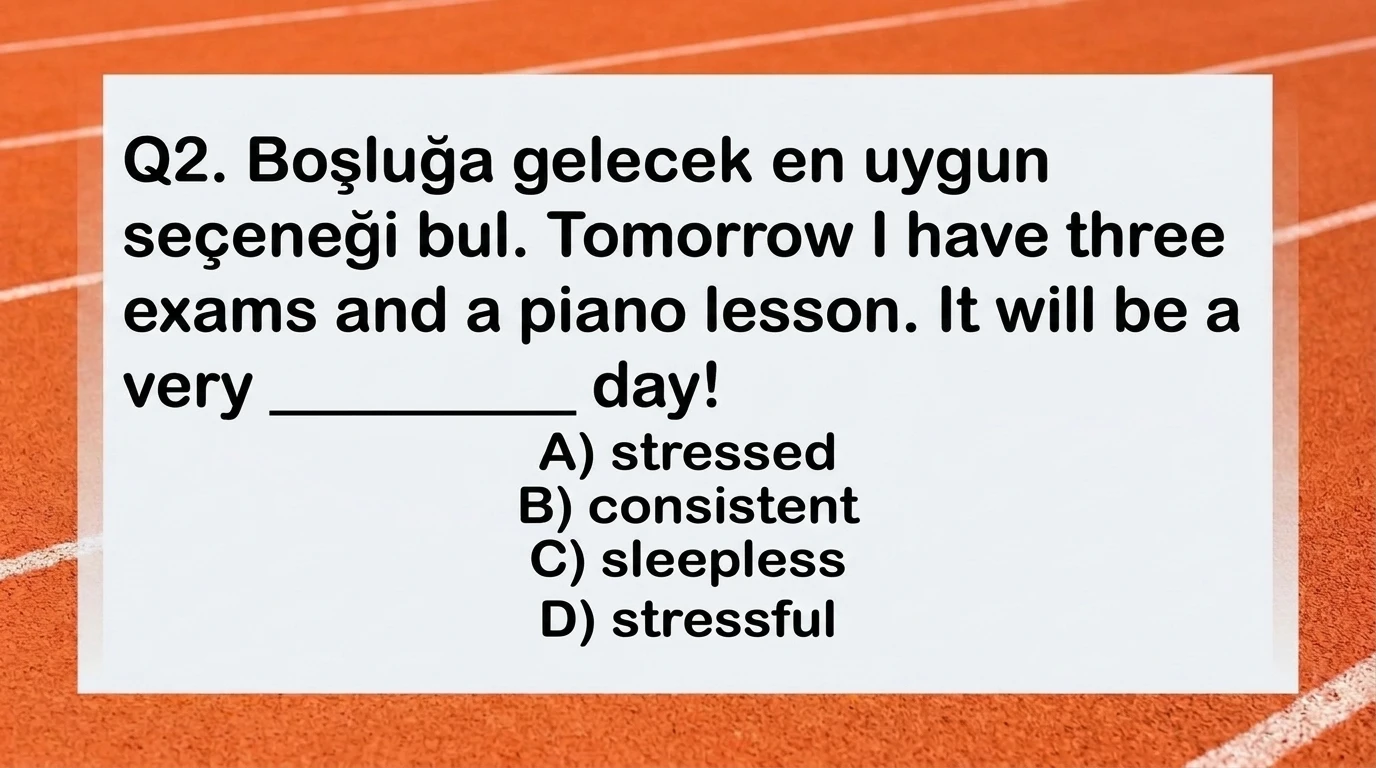 Q2. Boşluğa gelecek en uygun
seçeneği bul. Tomorrow I have three
exams and a piano lesson. It will be a
very __________ day!
A) stressed
B) consistent
C) sleepless
D) stressful